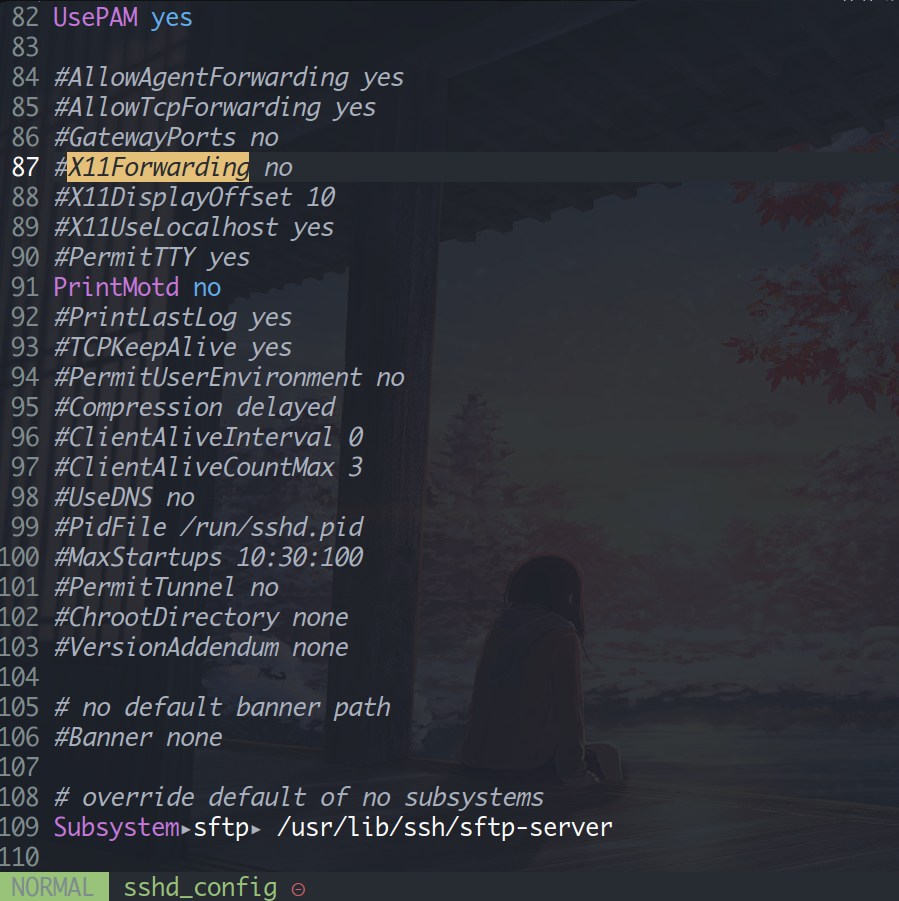 82 UsePAM yes
83
84 #AllowAgentForwarding yes
85 #AllowTcpForwarding yes
86 #GatewayPorts no
87 #X11Forwarding no
88 #X11DisplayOffset 10
89 #X11UseLocalhost yes
90 #PermitTTY yes
91 PrintMotd no
92 #PrintLastLog yes
93 #TCPKeepAlive yes
94 #PermitUserEnvironment no
95 #Compression delayed
96 #ClientAliveInterval 0
97 #ClientAliveCountMax 3
98 #UseDNS no
99 #PidFile /run/sshd.pid
100 #MaxStartups 10:30:100
101 #PermitTunnel no
102 #ChrootDirectory none
103 #VersionAddendum none
104
105 # no default banner path
106 #Banner none
107
108 # override default of no subsystems
109 Subsystem▸sftp▸ /usr/lib/ssh/sftp-server
110
NORMAL sshd_config ⊝